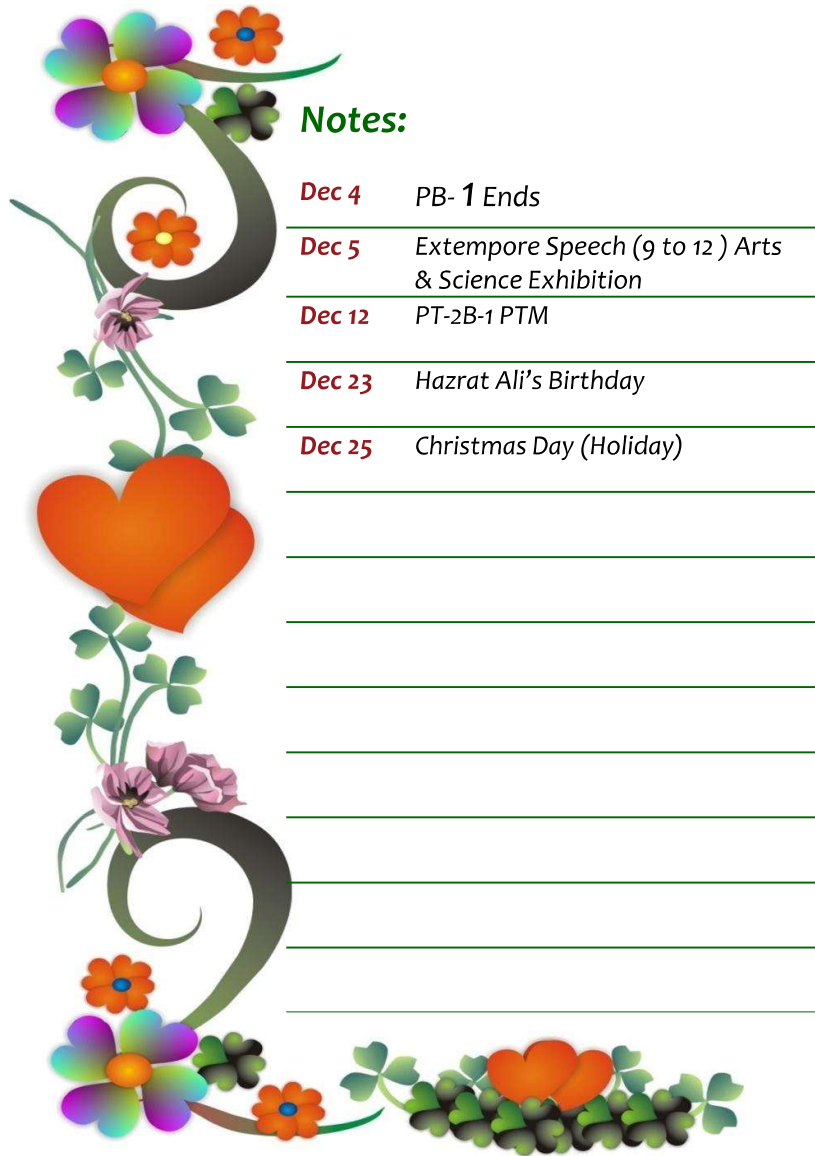 Notes:
Dec 4 PB- 1 Ends
Dec 5 Extempore Speech (9 to 12 ) Arts
& Science Exhibition
Dec 12 PT-2B-1 PTM
Dec 23 Hazrat Ali’s Birthday
Dec 25 Christmas Day (Holiday)